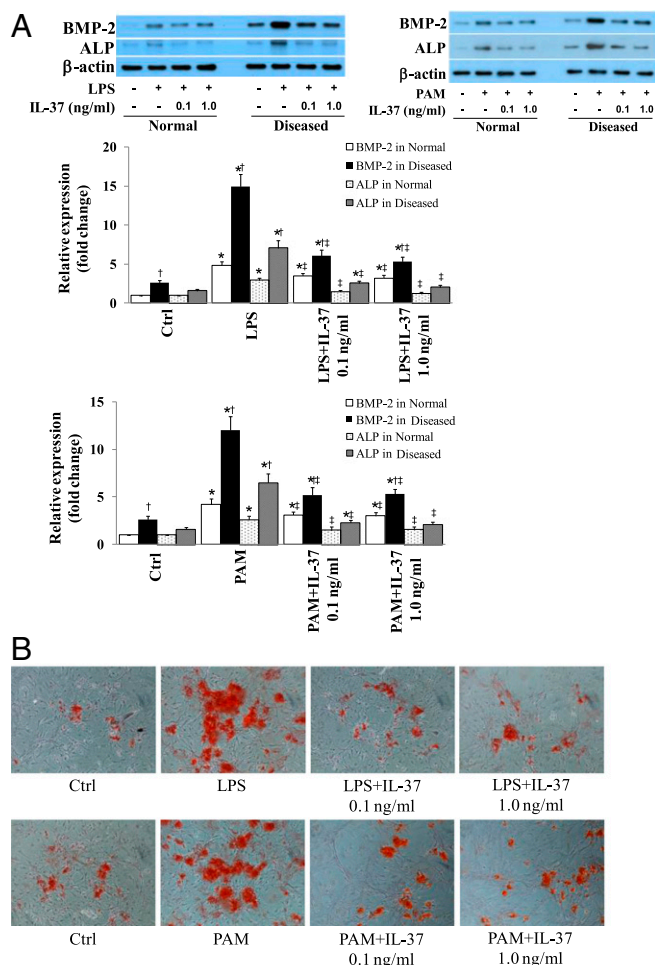 A
BMP-2
ALP
β-actin
LPS - + + + - + + +
IL-37 (ng/ml) - - 0.1 1.0 - - 0.1 1.0
Normal Diseased
BMP-2
ALP
β-actin
PAM - + + + - + + +
IL-37 (ng/ml) - - 0.1 1.0 - - 0.1 1.0
Normal Diseased
Relative expression
(fold change)
20
15
10
5
0
BMP-2 in Normal
BMP-2 in Diseased
ALP in Normal
ALP in Diseased
† * *† * *† *‡ *†‡ ‡ *‡ *‡ *†‡ ‡ ‡
Ctrl
LPS
LPS+IL-37
0.1 ng/ml
LPS+IL-37
1.0 ng/ml
Relative expression
(fold change)
15
10
5
0
BMP-2 in Normal
BMP-2 in Diseased
ALP in Normal
ALP in Diseased
† * *† * *† *‡ *†‡ ‡ *‡ *‡ *†‡ ‡ ‡
Ctrl
PAM
PAM+IL-37
0.1 ng/ml
PAM+IL-37
1.0 ng/ml
B
Ctrl LPS LPS+IL-37 LPS+IL-37
0.1 ng/ml 1.0 ng/ml
Ctrl PAM PAM+IL-37 PAM+IL-37
0.1 ng/ml 1.0 ng/ml